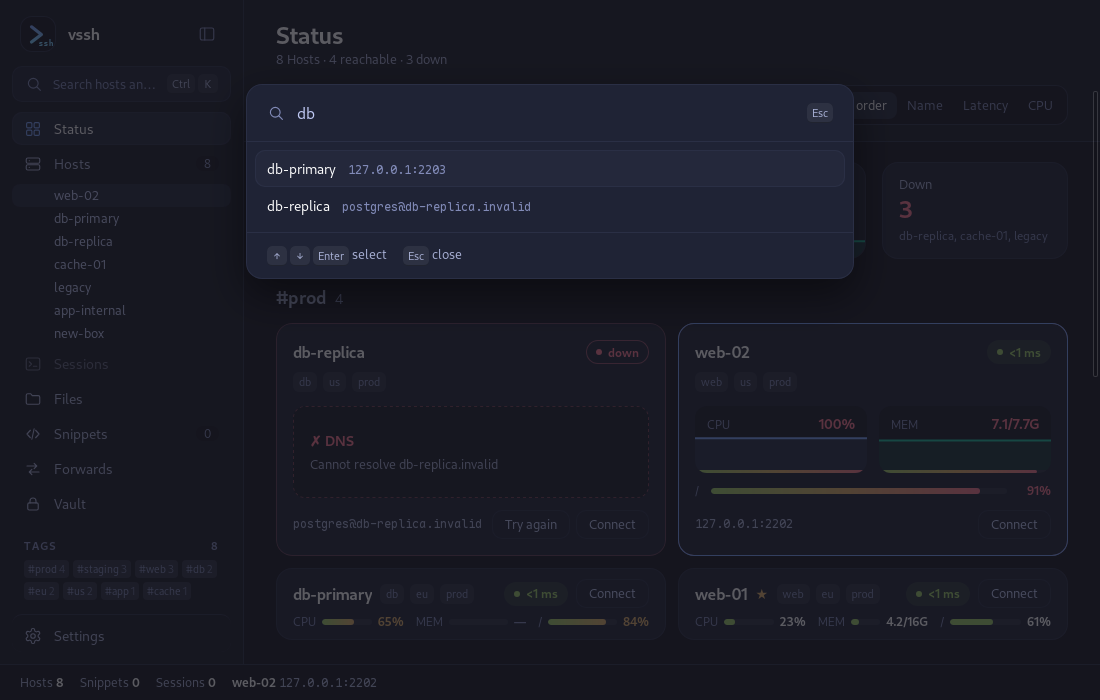 vssh
ssh
Search hosts an... Ctrl K
Status
Hosts 8
web-02
db-primary
db-replica
cache-01
legacy
app-internal
new-box
Sessions
Files
Snippets 0
Forwards
Vault
TAGS 8
#prod 4 #staging 3 #web 3 #db 2
#eu 2 #us 2 #app 1 #cache 1
Settings
Status
8 Hosts · 4 reachable · 3 down
order Name Latency CPU
db Esc
db-primary 127.0.0.1:2203
db-replica postgres@db-replica.invalid
↑ ↓ Enter select Esc close
Down
3
db-replica, cache-01, legacy
#prod 4
db-replica down
db us prod
✗ DNS
Cannot resolve db-replica.invalid
postgres@db-replica.invalid Try again Connect
web-02 <1 ms
web us prod
CPU 100% MEM 7.1/7.7G
/ 91%
127.0.0.1:2202 Connect
db-primary db eu prod <1 ms Connect
CPU 65% MEM — / 84%
web-01 ★ web eu prod <1 ms Connect
CPU 23% MEM 4.2/16G / 61%
Hosts 8 Snippets 0 Sessions 0 web-02 127.0.0.1:2202